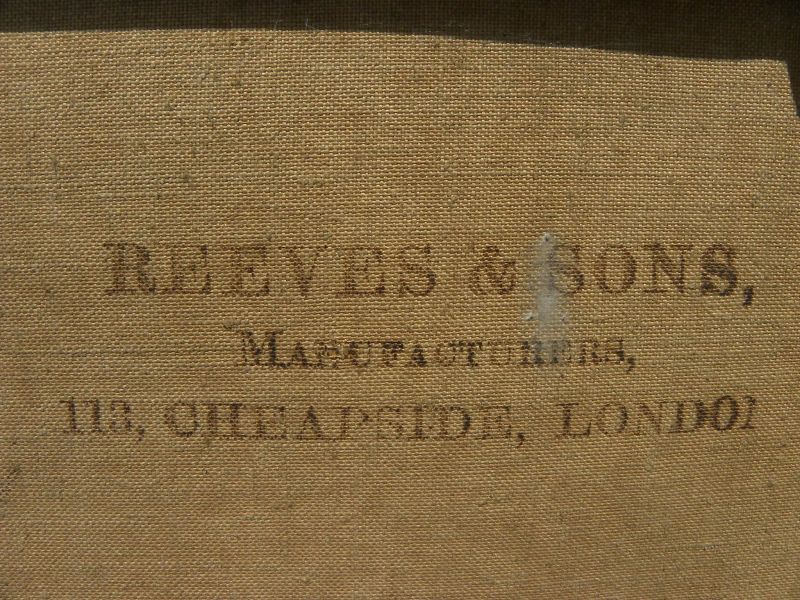 REEVES & SONS,
MANUFACTURERS,
113, CHEAPSIDE, LONDON